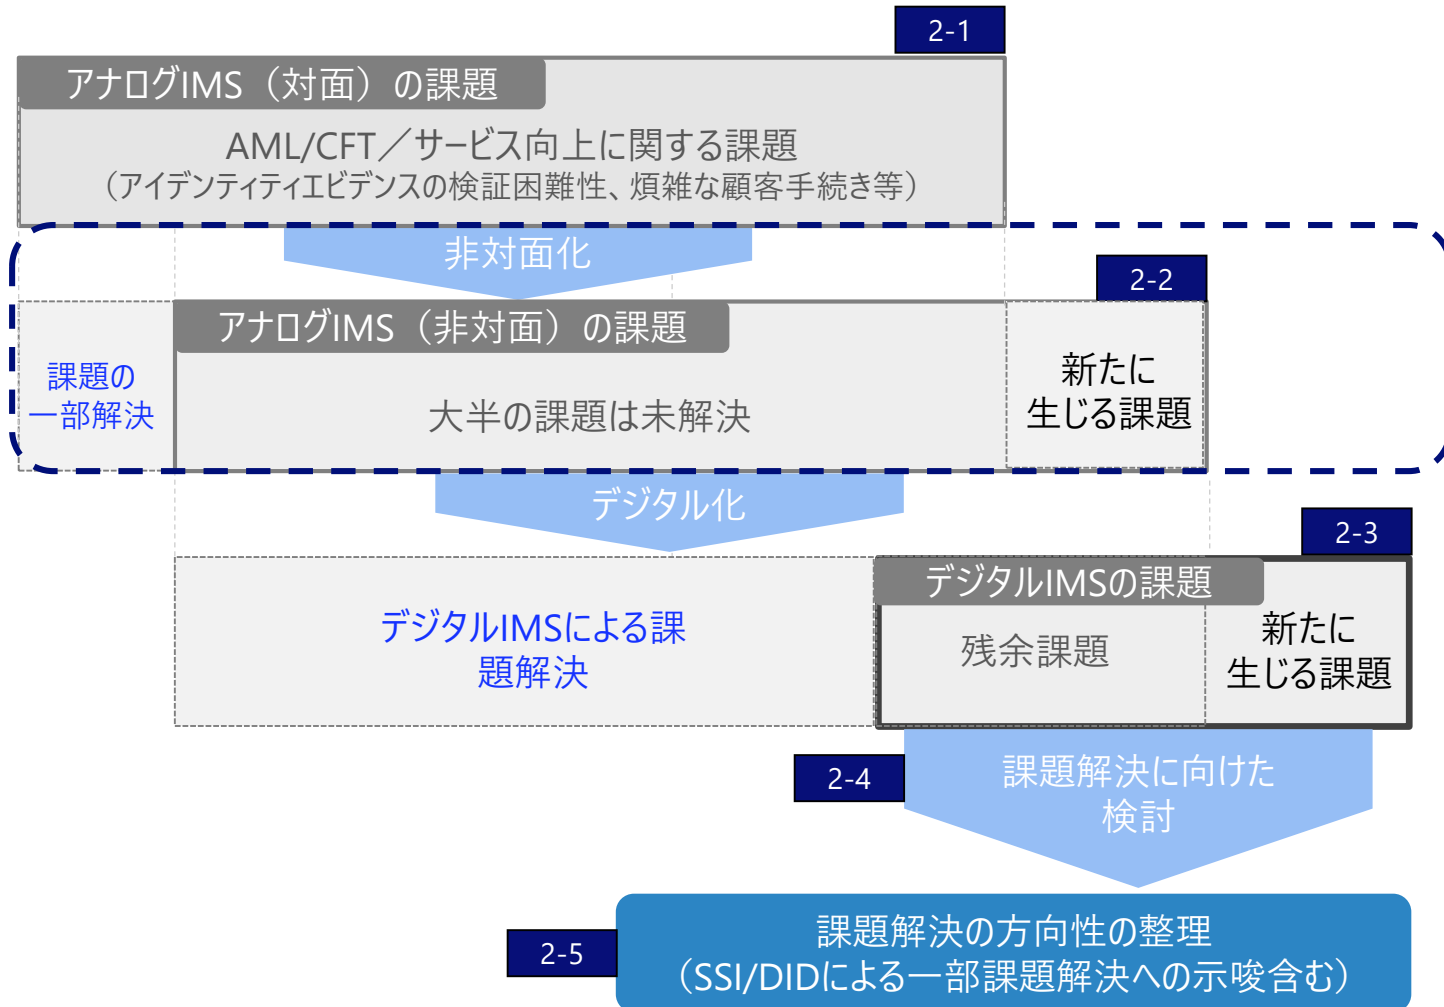 2-1
アナログIMS（対面）の課題
AML/CFT／サービス向上に関する課題
（アイデンティティエビデンスの検証困難性、煩雑な顧客手続き等）
非対面化
2-2
アナログIMS（非対面）の課題
課題の
一部解決
大半の課題は未解決
新たに
生じる課題
デジタル化
2-3
デジタルIMSの課題
デジタルIMSによる課
題解決
残余課題
新たに
生じる課題
2-4
課題解決に向けた
検討
2-5
課題解決の方向性の整理
（SSI/DIDによる一部課題解決への示唆含む）